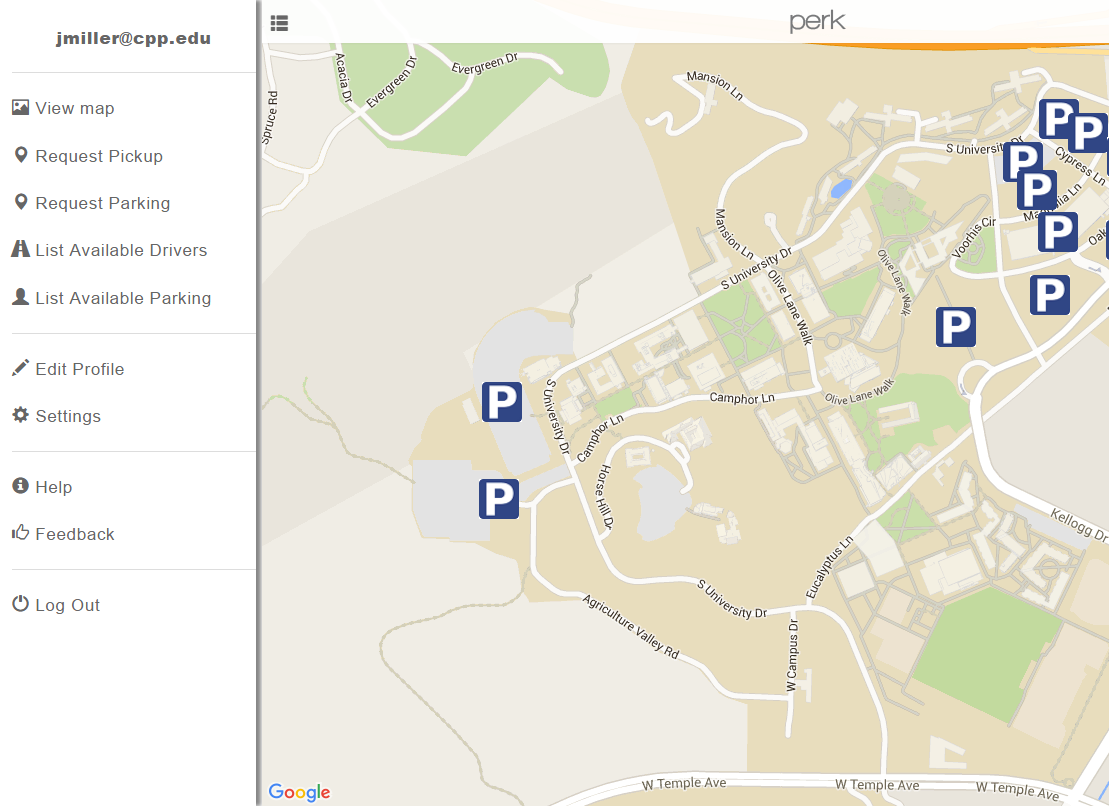 jmiller@cpp.edu
View map
Request Pickup
Request Parking
List Available Drivers
List Available Parking
Edit Profile
Settings
Help
Feedback
Log Out
perk
Acacia Dr
Evergreen Dr
Evergreen Dr
Spruce Rd
Mansion Ln
P
P
S University Dr
P
Cypress Ln
P
P
Mansion Ln
Voorhis Cir
Oak
S University Dr
Olive Lane Walk
Olive Lane Walk
P
P
P
S University Dr
Camphor Ln
Olive Lane Walk
Camphor Ln
P
Horse Hill Dr
Kellogg Dr
Eucalyptus Ln
S University Dr
Agriculture Valley Rd
W Campus Dr
W Temple Ave
W Temple Ave
W Temple Ave
Google